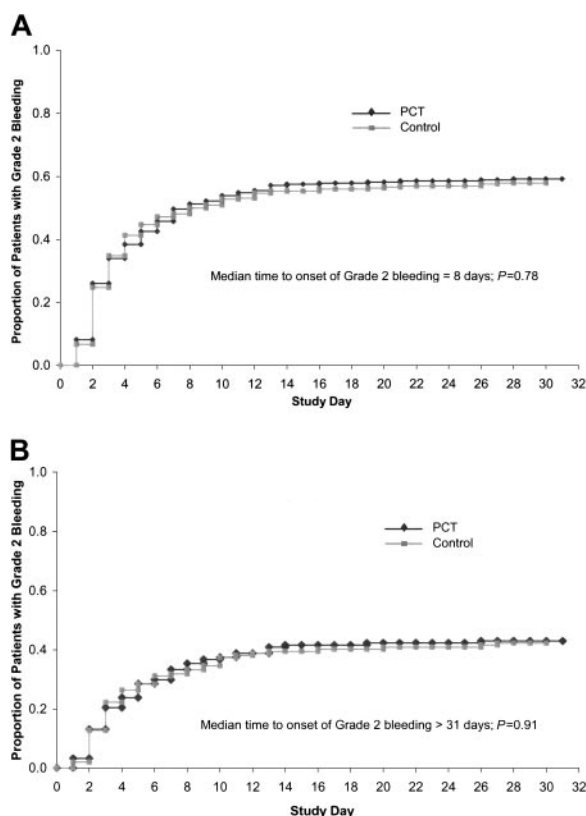 A
Proportion of Patients with Grade 2 Bleeding
1.0
0.8
0.6
0.4
0.2
0.0
PCT
Control
Median time to onset of Grade 2 bleeding = 8 days; P=0.78
0 2 4 6 8 10 12 14 16 18 20 22 24 26 28 30 32
Study Day
B
Proportion of Patients with Grade 2 Bleeding
1.0
0.8
0.6
0.4
0.2
0.0
PCT
Control
Median time to onset of Grade 2 bleeding > 31 days; P=0.91
0 2 4 6 8 10 12 14 16 18 20 22 24 26 28 30 32
Study Day